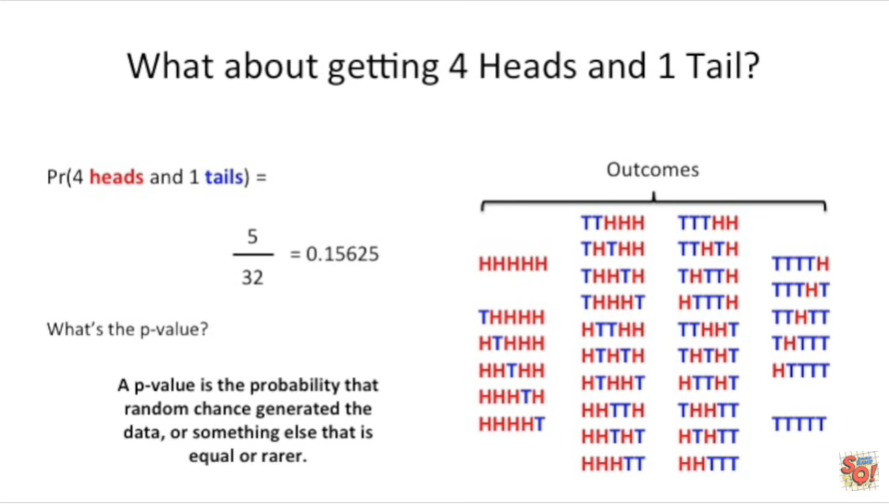 What about getting 4 Heads and 1 Tail?
Pr(4 heads and 1 tails) =
5
= 0.15625
32
What's the p-value?
A p-value is the probability that
random chance generated the
data, or something else that is
equal or rarer.
Outcomes
HHHHH
THHHH
HTHHH
HHTHH
HHHTH
HHHHT
TTHHH
THTHH
THHTH
THHHT
HTTHH
HTHTH
HTHHT
HHTTH
HHTHT
HHHTT
TTTHH
TTHTH
THTTH
HTTTH
TTHHT
THTHT
HTTHT
THHTT
HTHTT
HHTTT
TTTTH
TTTHT
TTHTT
THTTT
HTTTT
TTTTT
SQ!